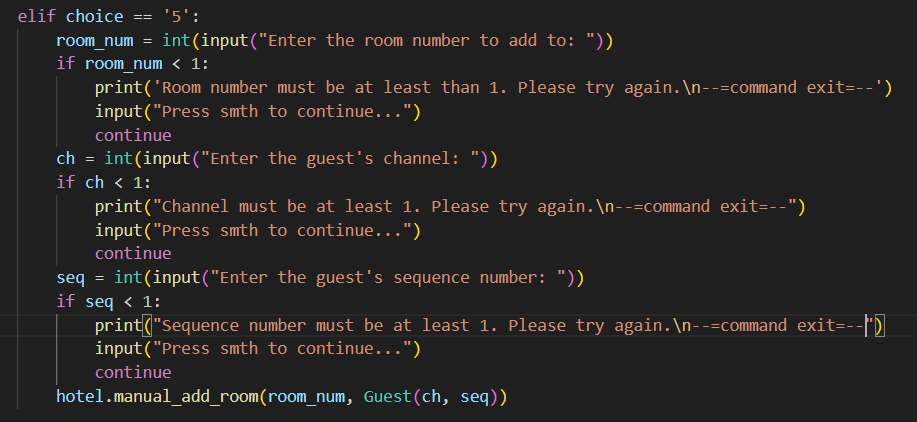 elif choice == '5':
    room_num = int(input("Enter the room number to add to: "))
    if room_num < 1:
        print('Room number must be at least than 1. Please try again.\n--=command exit=--')
        input("Press smth to continue...")
        continue
    ch = int(input("Enter the guest's channel: "))
    if ch < 1:
        print("Channel must be at least 1. Please try again.\n--=command exit=--")
        input("Press smth to continue...")
        continue
    seq = int(input("Enter the guest's sequence number: "))
    if seq < 1:
        print("Sequence number must be at least 1. Please try again.\n--=command exit=--")
        input("Press smth to continue...")
        continue
    hotel.manual_add_room(room_num, Guest(ch, seq))